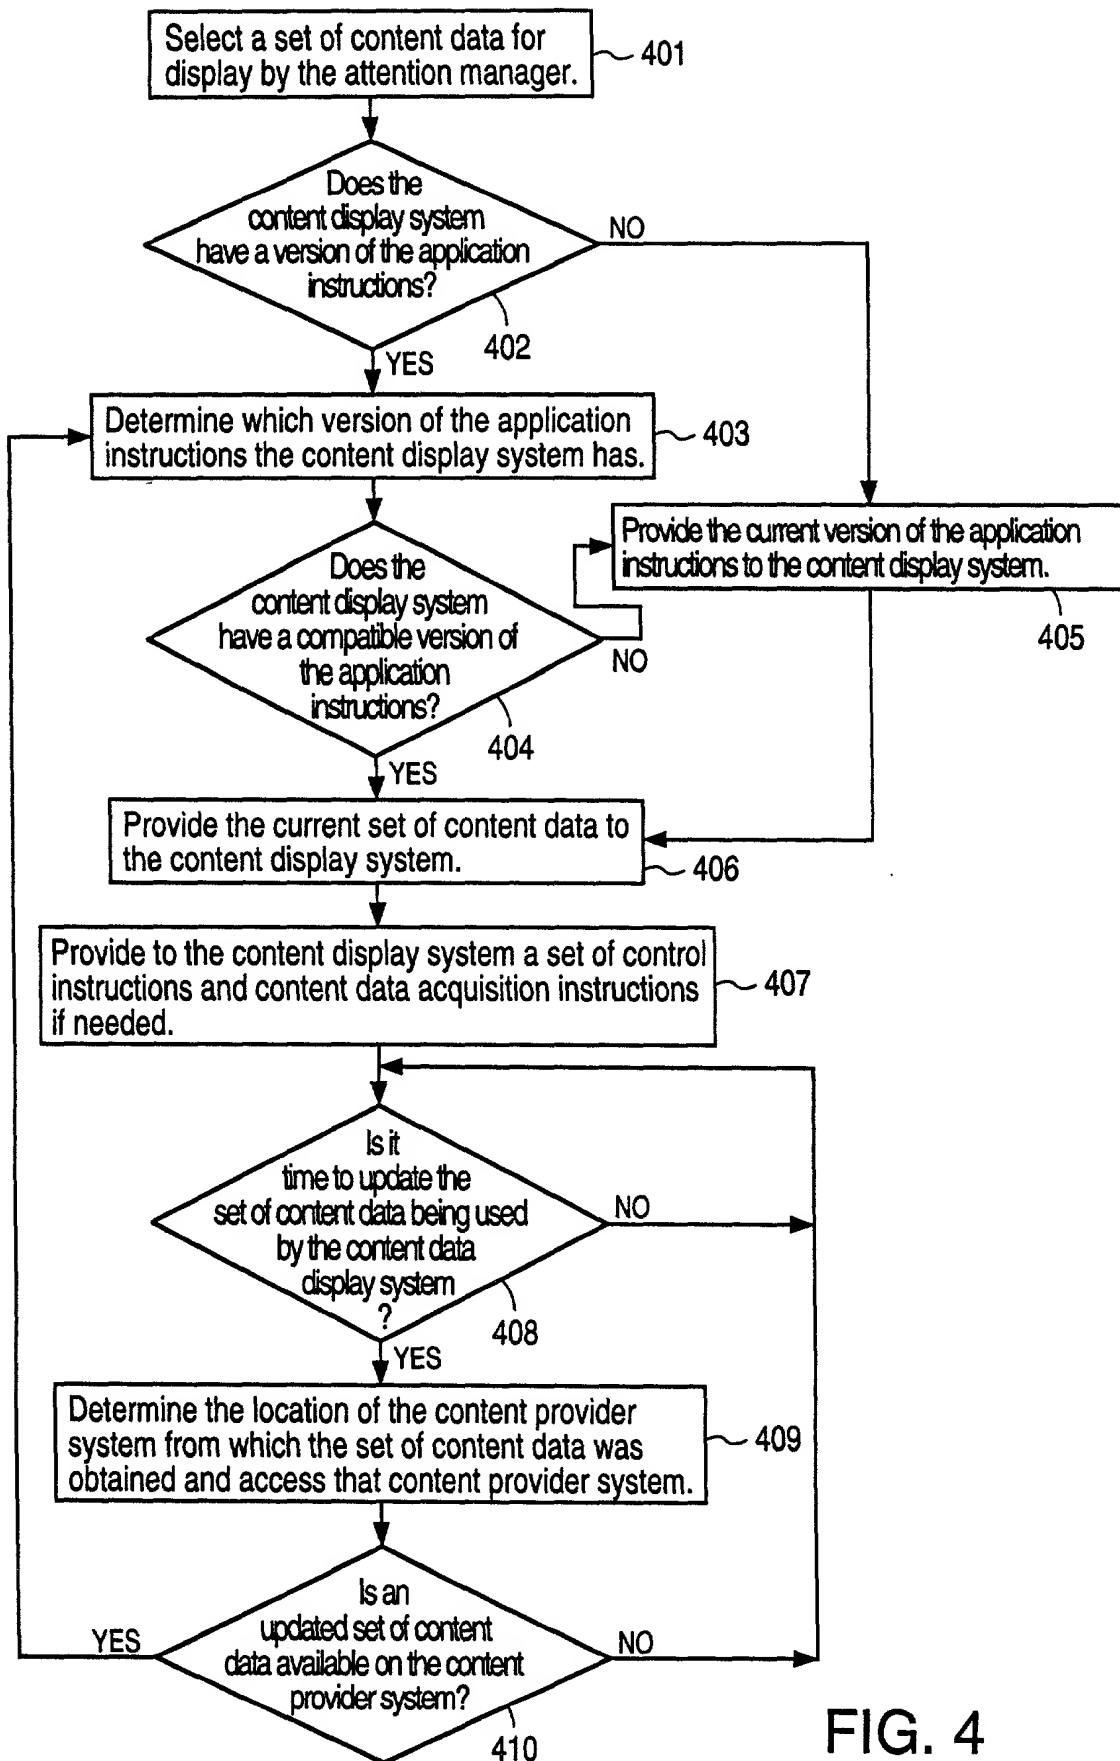 Select a set of content data for
display by the attention manager.
401
Does the
content display system
have a version of the application
instructions?
NO
402
YES
Determine which version of the application
instructions the content display system has.
403
Provide the current version of the application
instructions to the content display system.
405
Does the
content display system
have a compatible version of
the application
instructions?
NO
404
YES
Provide the current set of content data to
the content display system.
406
Provide to the content display system a set of control
instructions and content data acquisition instructions
if needed.
407
Is it
time to update the
set of content data being used
by the content data
display system
?
NO
408
YES
Determine the location of the content provider
system from which the set of content data was
obtained and access that content provider system.
409
Is an
updated set of content
data available on the content
provider system?
YES
NO
410
FIG. 4